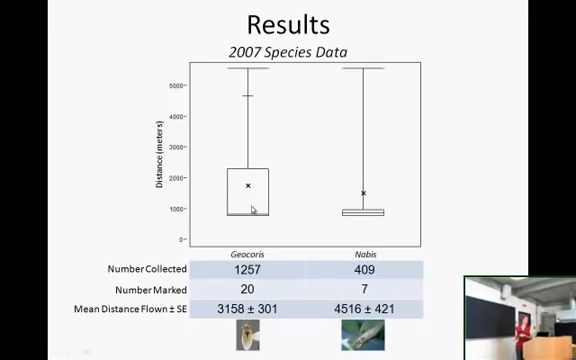 Results
2007 Species Data
Distance (meters)
5000
4000
3000
2000
1000
0
Geocoris Nabis
Number Collected 1257 409
Number Marked 20 7
Mean Distance Flown ± SE 3158 ± 301 4516 ± 421